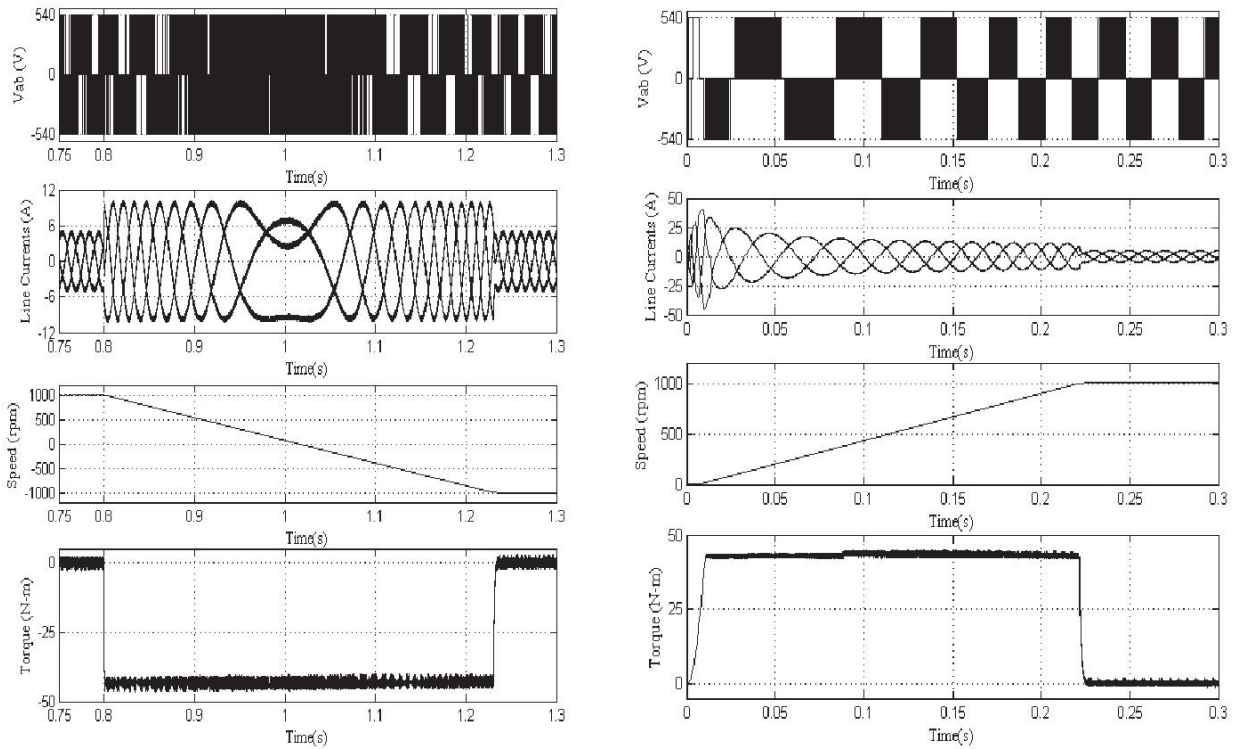 540
0
-540
Vab (V)
0.75 0.8 0.9 1 1.1 1.2 1.3
Time(s)
12
6
0
-6
-12
Line Currents (A)
0.75 0.8 0.9 1 1.1 1.2 1.3
Time(s)
1000
500
0
-500
-1000
Speed (rpm)
0.75 0.8 0.9 1 1.1 1.2 1.3
Time(s)
0
-25
-50
Torque (N-m)
0.75 0.8 0.9 1 1.1 1.2 1.3
Time(s)
540
0
-540
Vab (V)
0 0.05 0.1 0.15 0.2 0.25 0.3
Time(s)
50
25
0
-25
-50
Line Currents (A)
0 0.05 0.1 0.15 0.2 0.25 0.3
Time(s)
1000
500
0
Speed (rpm)
0 0.05 0.1 0.15 0.2 0.25 0.3
Time(s)
50
25
0
Torque (N-m)
0 0.05 0.1 0.15 0.2 0.25 0.3
Time(s)